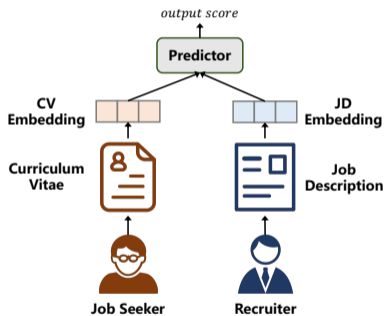 output score
Predictor
CV
Embedding
JD
Embedding
Curriculum
Vitae
Job
Description
Job Seeker
Recruiter